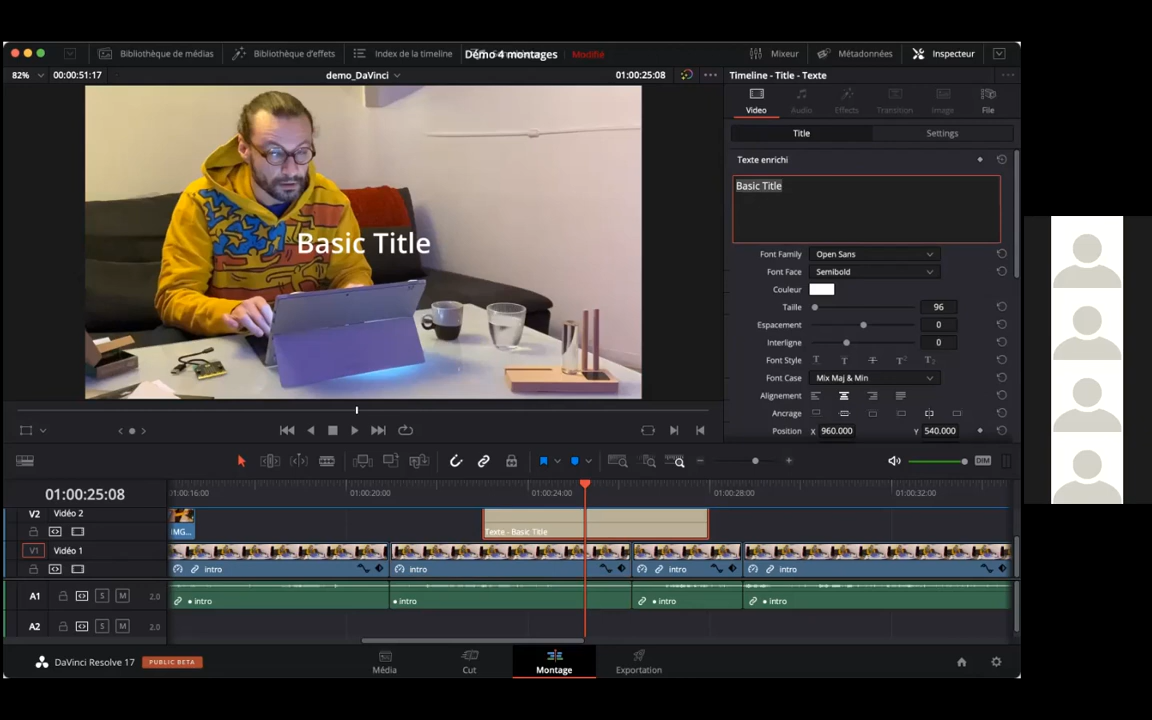 Bibliothèque de médias Bibliothèque d'effets Index de la timeline Démo 4 montages Modifié Mixeur Métadonnées Inspecteur
82% 00:00:51:17 demo_DaVinci 01:00:25:08 Timeline - Title - Texte
Video Audio Effects Transition Image File
Title Settings
Texte enrichi
Basic Title
Basic Title
Font Family Open Sans
Font Face Semibold
Couleur
Taille 96
Espacement 0
Interligne 0
Font Style T T T T² T₂
Font Case Mix Maj & Min
Alignement
Ancrage
Position X 960.000 Y 540.000
DIM
01:00:25:08 01:00:16:00 01:00:20:00 01:00:24:00 01:00:28:00 01:00:32:00
V2 Vidéo 2
IMG... Texte - Basic Title
V1 Vidéo 1
intro intro intro intro
A1 S M 2.0 intro intro intro intro
A2 S M 2.0
DaVinci Resolve 17 PUBLIC BETA
Média Cut Montage Exportation